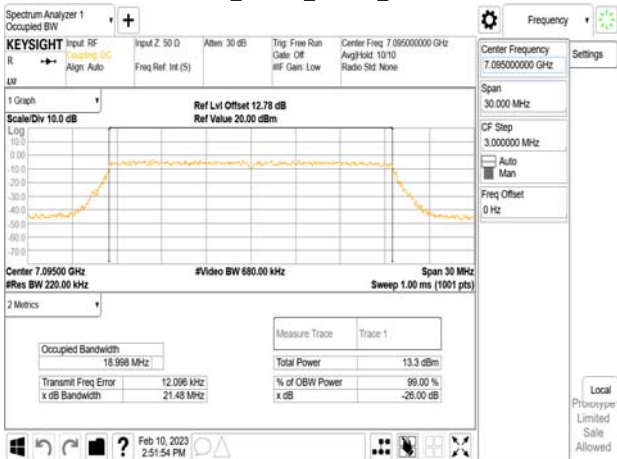 Spectrum Analyzer 1
Occupied BW
Frequency
KEYSIGHT
R
Input: RF
Coupling: DC
Align: Auto
Input Z: 50 Ω
Freq Ref: Int (S)
Atten: 30 dB
Trig: Free Run
Gate: Off
#IF Gain: Low
Center Freq: 7.095000000 GHz
Avg|Hold: 10/10
Radio Std: None
LXI
1 Graph
Scale/Div 10.0 dB
Ref Lvl Offset 12.78 dB
Ref Value 20.00 dBm
Log
10.0
0.00
-10.0
-20.0
-30.0
-40.0
-50.0
-60.0
-70.0
Center 7.09500 GHz
#Res BW 220.00 kHz
#Video BW 680.00 kHz
Span 30 MHz
Sweep 1.00 ms (1001 pts)
2 Metrics
Measure Trace
Trace 1
Occupied Bandwidth
18.998 MHz
Total Power
13.3 dBm
Transmit Freq Error
12.096 kHz
% of OBW Power
99.00 %
x dB Bandwidth
21.48 MHz
x dB
-26.00 dB
Center Frequency
7.095000000 GHz
Settings
Span
30.000 MHz
CF Step
3.000000 MHz
Auto
Man
Freq Offset
0 Hz
Local
Prototype
Limited
Sale
Allowed
?
Feb 10, 2023
2:51:54 PM